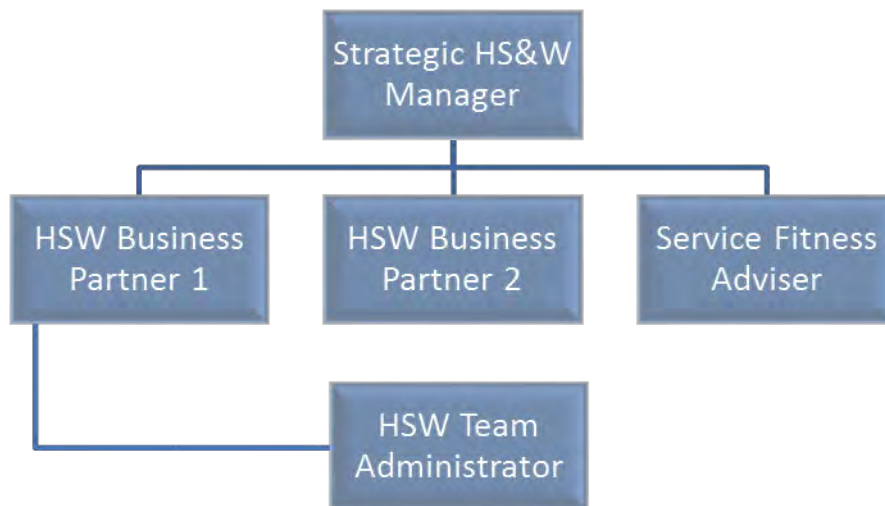 Strategic HS&W
Manager
HSW Business
Partner 1
HSW Business
Partner 2
Service Fitness
Adviser
HSW Team
Administrator